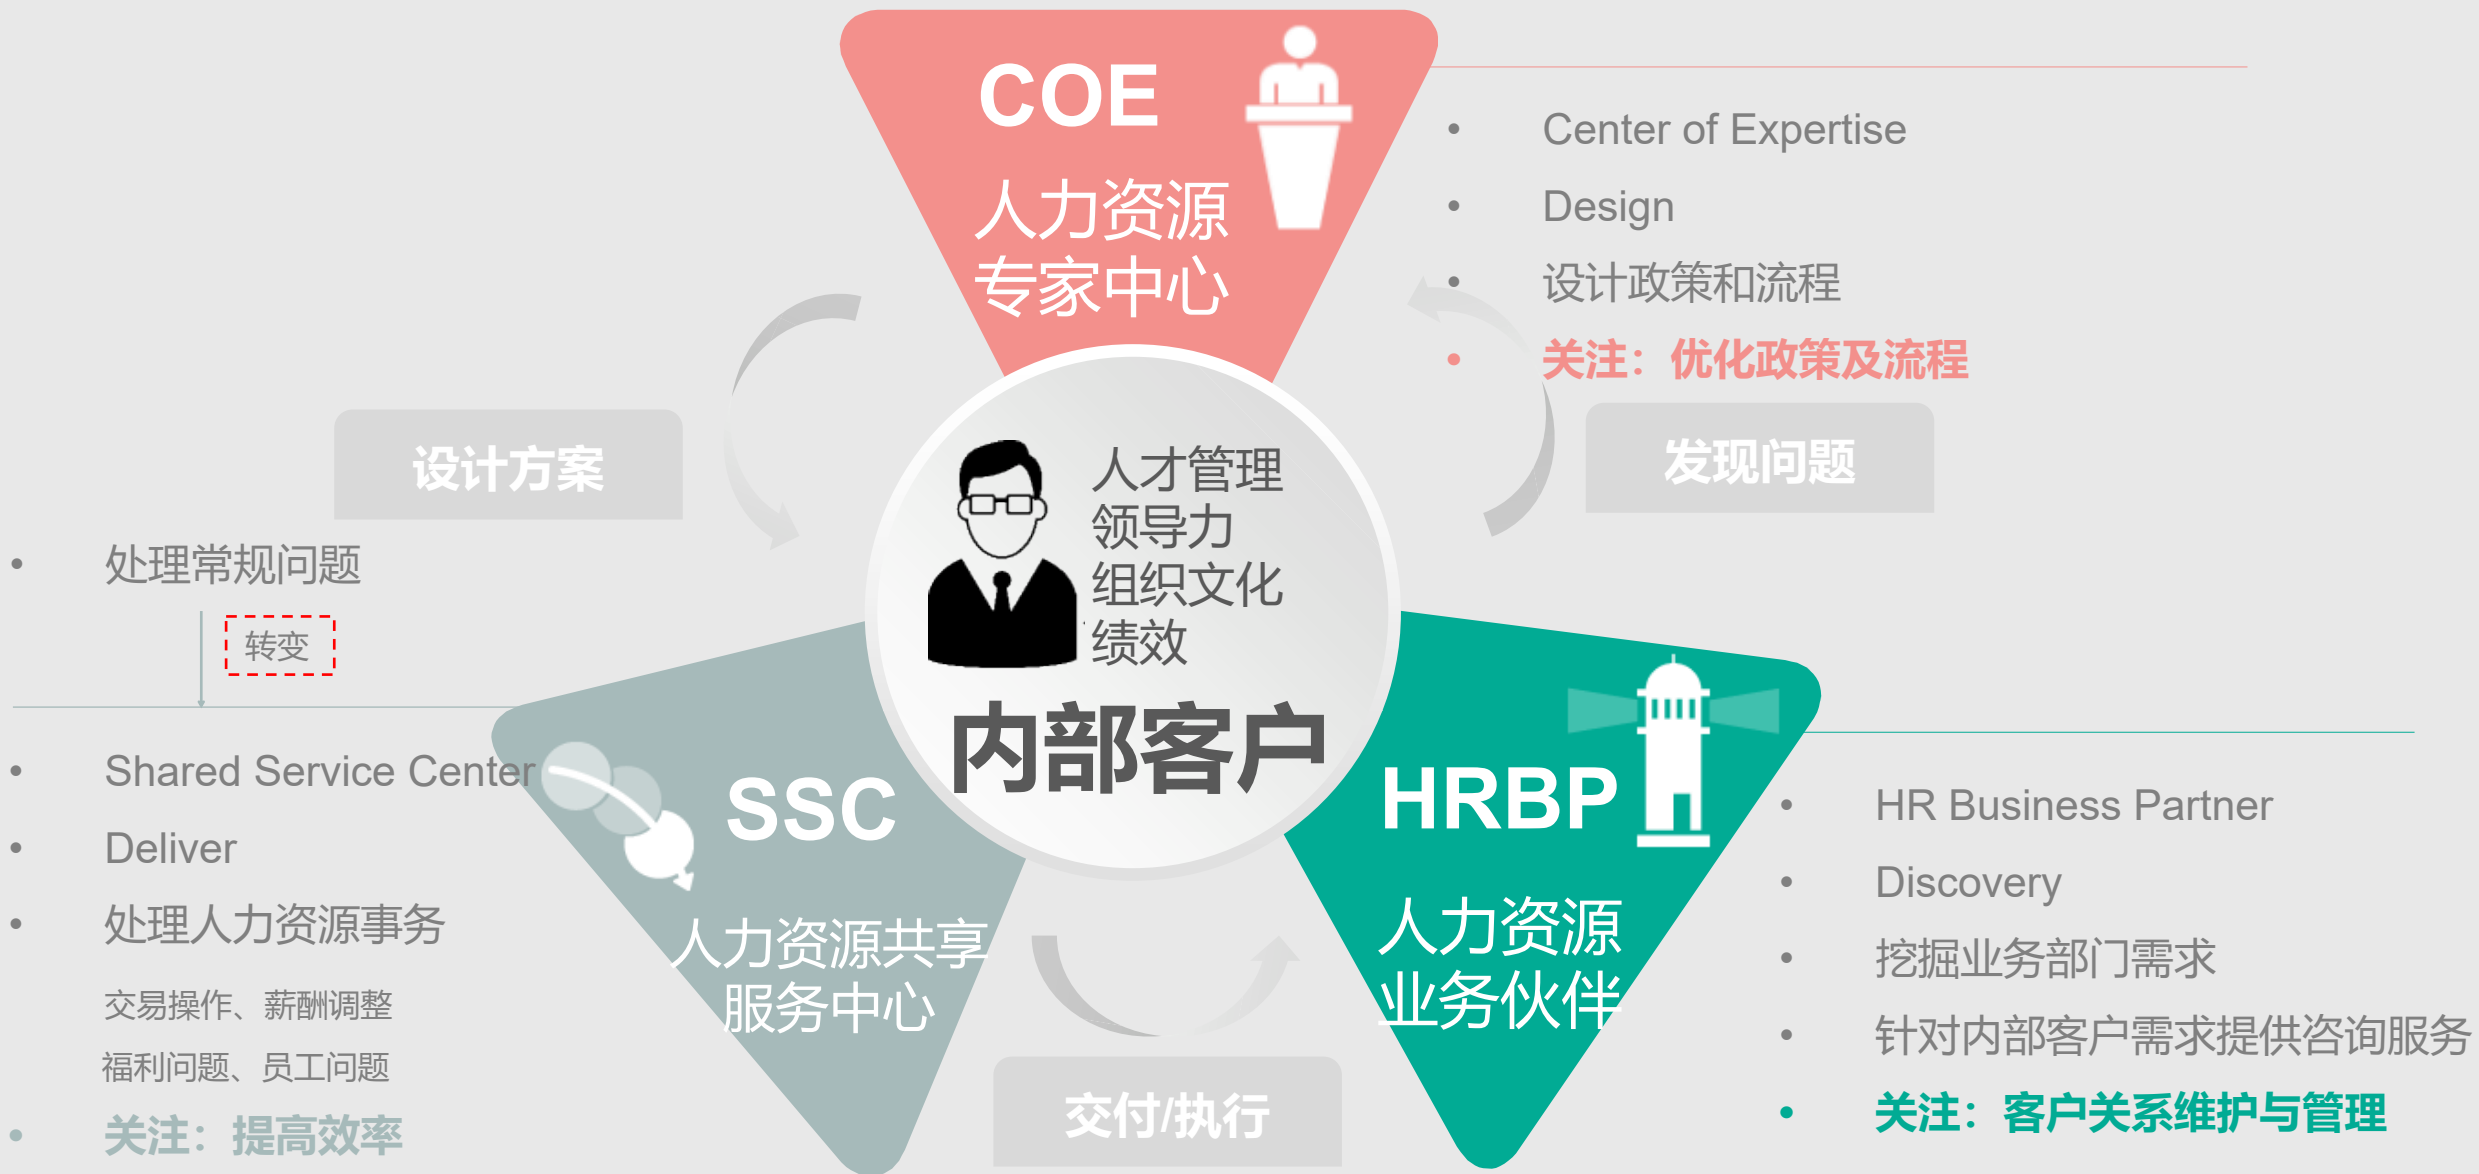 COE
人力资源
专家中心
Center of Expertise
Design
设计政策和流程
关注：优化政策及流程
设计方案
发现问题
人才管理
领导力
组织文化
绩效
内部客户
处理常规问题
转变
SSC
人力资源共享
服务中心
Shared Service Center
Deliver
处理人力资源事务
交易操作、薪酬调整
福利问题、员工问题
关注：提高效率
交付/执行
HRBP
人力资源
业务伙伴
HR Business Partner
Discovery
挖掘业务部门需求
针对内部客户需求提供咨询服务
关注：客户关系维护与管理